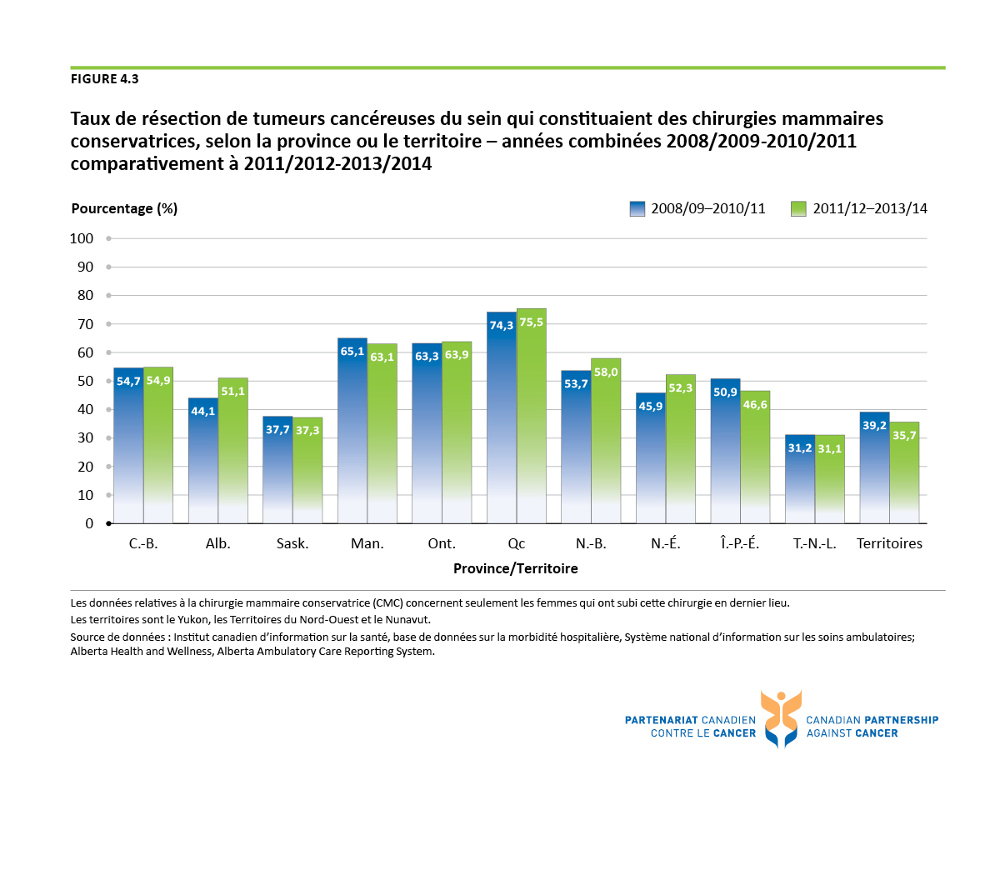 FIGURE 4.3
Taux de résection de tumeurs cancéreuses du sein qui constituaient des chirurgies mammaires
conservatrices, selon la province ou le territoire – années combinées 2008/2009-2010/2011
comparativement à 2011/2012-2013/2014
Pourcentage (%)
2008/09–2010/11 2011/12–2013/14
100
90
80
70
60
50
40
30
20
10
0
54,7 54,9
44,1 51,1
37,7 37,3
65,1 63,1
63,3 63,9
74,3 75,5
53,7 58,0
45,9 52,3
50,9 46,6
31,2 31,1
39,2 35,7
C.-B. Alb. Sask. Man. Ont. Qc N.-B. N.-É. Î.-P.-É. T.-N.-L. Territoires
Province/Territoire
Les données relatives à la chirurgie mammaire conservatrice (CMC) concernent seulement les femmes qui ont subi cette chirurgie en dernier lieu.
Les territoires sont le Yukon, les Territoires du Nord-Ouest et le Nunavut.
Source de données : Institut canadien d'information sur la santé, base de données sur la morbidité hospitalière, Système national d'information sur les soins ambulatoires;
Alberta Health and Wellness, Alberta Ambulatory Care Reporting System.
PARTENARIAT CANADIEN
CONTRE LE CANCER
CANADIAN PARTNERSHIP
AGAINST CANCER